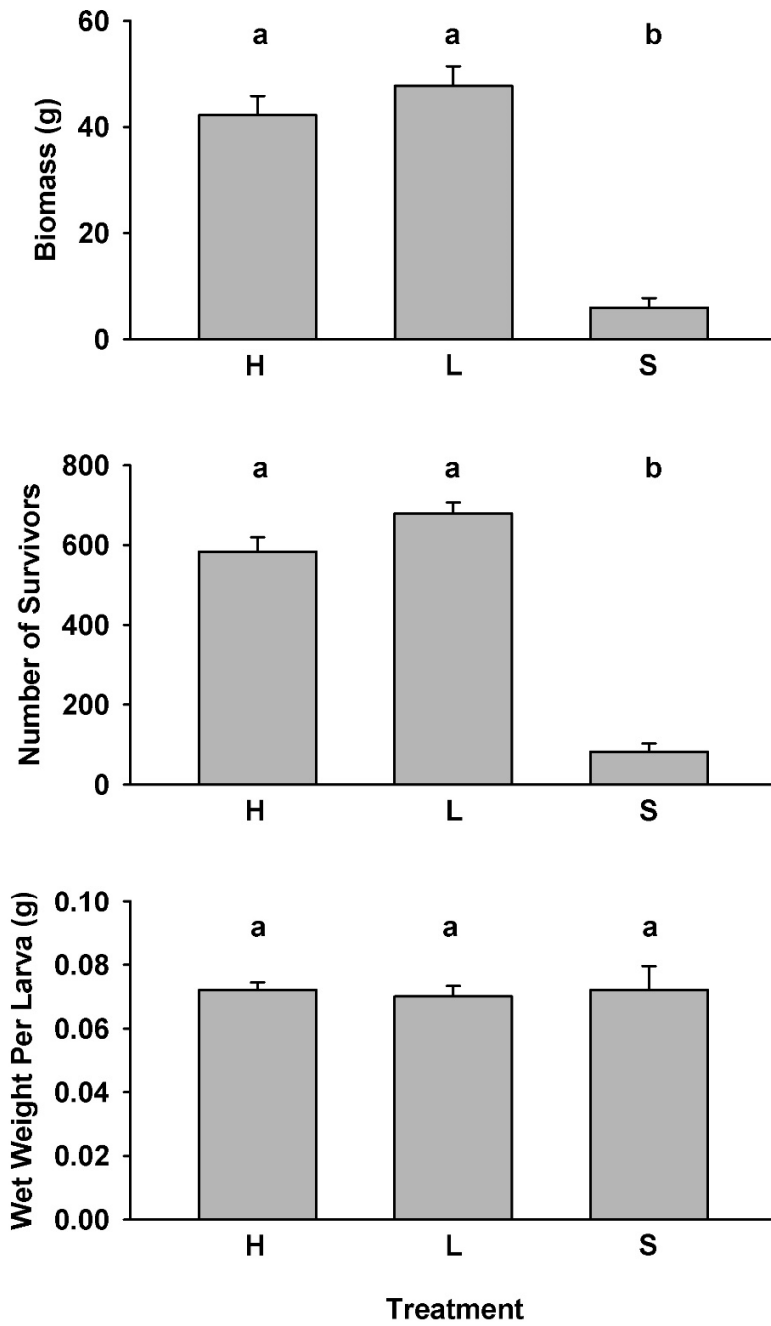 60
40
20
0
Biomass (g)
a a b
H L S
800
600
400
200
0
Number of Survivors
a a b
H L S
0.10
0.08
0.06
0.04
0.02
0.00
Wet Weight Per Larva (g)
a a a
H L S
Treatment